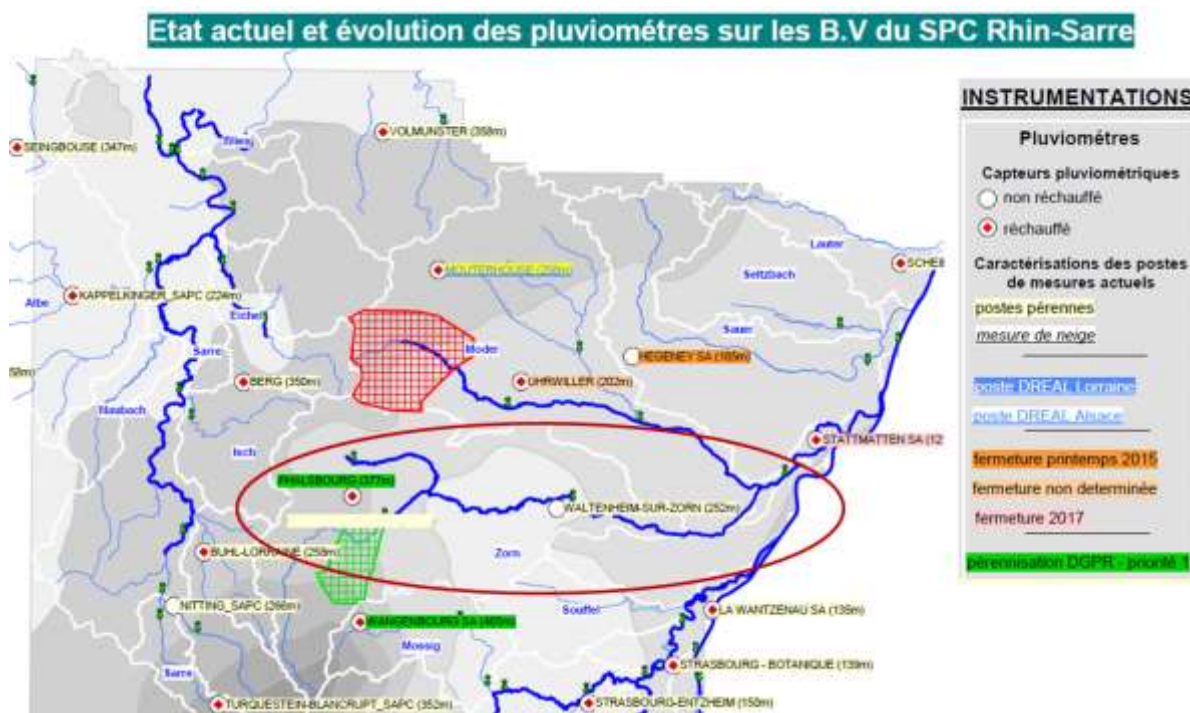 Etat actuel et évolution des pluviométres sur les B.V du SPC Rhin-Sarre
INSTRUMENTATIONS
Pluviométres
Capteurs pluviométriques
non réchauffé
réchauffé
Caractérisations des postes
de mesures actuels
postes pérennes
mesure de neige
poste DREAL Lorraine
poste DREAL Alsace
fermeture printemps 2015
fermeture non determinée
fermeture 2017
pérennisation DGPR - priorité 1
VOLMUNSTER (358m)
SEINGBOUSE (347m)
Blies
Lauter
SCHEI
MOUTERHOUSE
Seltzbach
KAPPELKINGER_SAPC (224m)
Albe
Eichel
Sauer
Sarre
Moder
HEGENEY SA (185m)
BERG (350m)
UHRWILLER (202m)
Naubach
STATTMATTEN SA (12
Isch
PHALSBOURG (377m)
WALTENHEIM-SUR-ZORN (252m)
BUHL-LORRAINE (258m)
Zorn
NITTING_SAPC (266m)
Souffel
LA WANTZENAU SA (135m)
WANGENBOURG SA
Mossig
Sarre
STRASBOURG - BOTANIQUE (139m)
TURQUESTEIN-BLANCRUPT_SAPC (352m)
STRASBOURG-ENTZHEIM (150m)